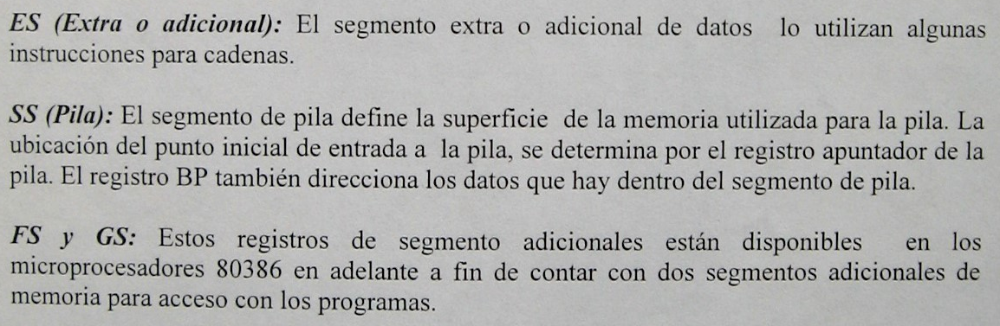 ES (Extra o adicional): El segmento extra o adicional de datos lo utilizan algunas
instrucciones para cadenas.
SS (Pila): El segmento de pila define la superficie de la memoria utilizada para la pila. La
ubicación del punto inicial de entrada a la pila, se determina por el registro apuntador de la
pila. El registro BP también direcciona los datos que hay dentro del segmento de pila.
FS y GS: Estos registros de segmento adicionales están disponibles en los
microprocesadores 80386 en adelante a fin de contar con dos segmentos adicionales de
memoria para acceso con los programas.